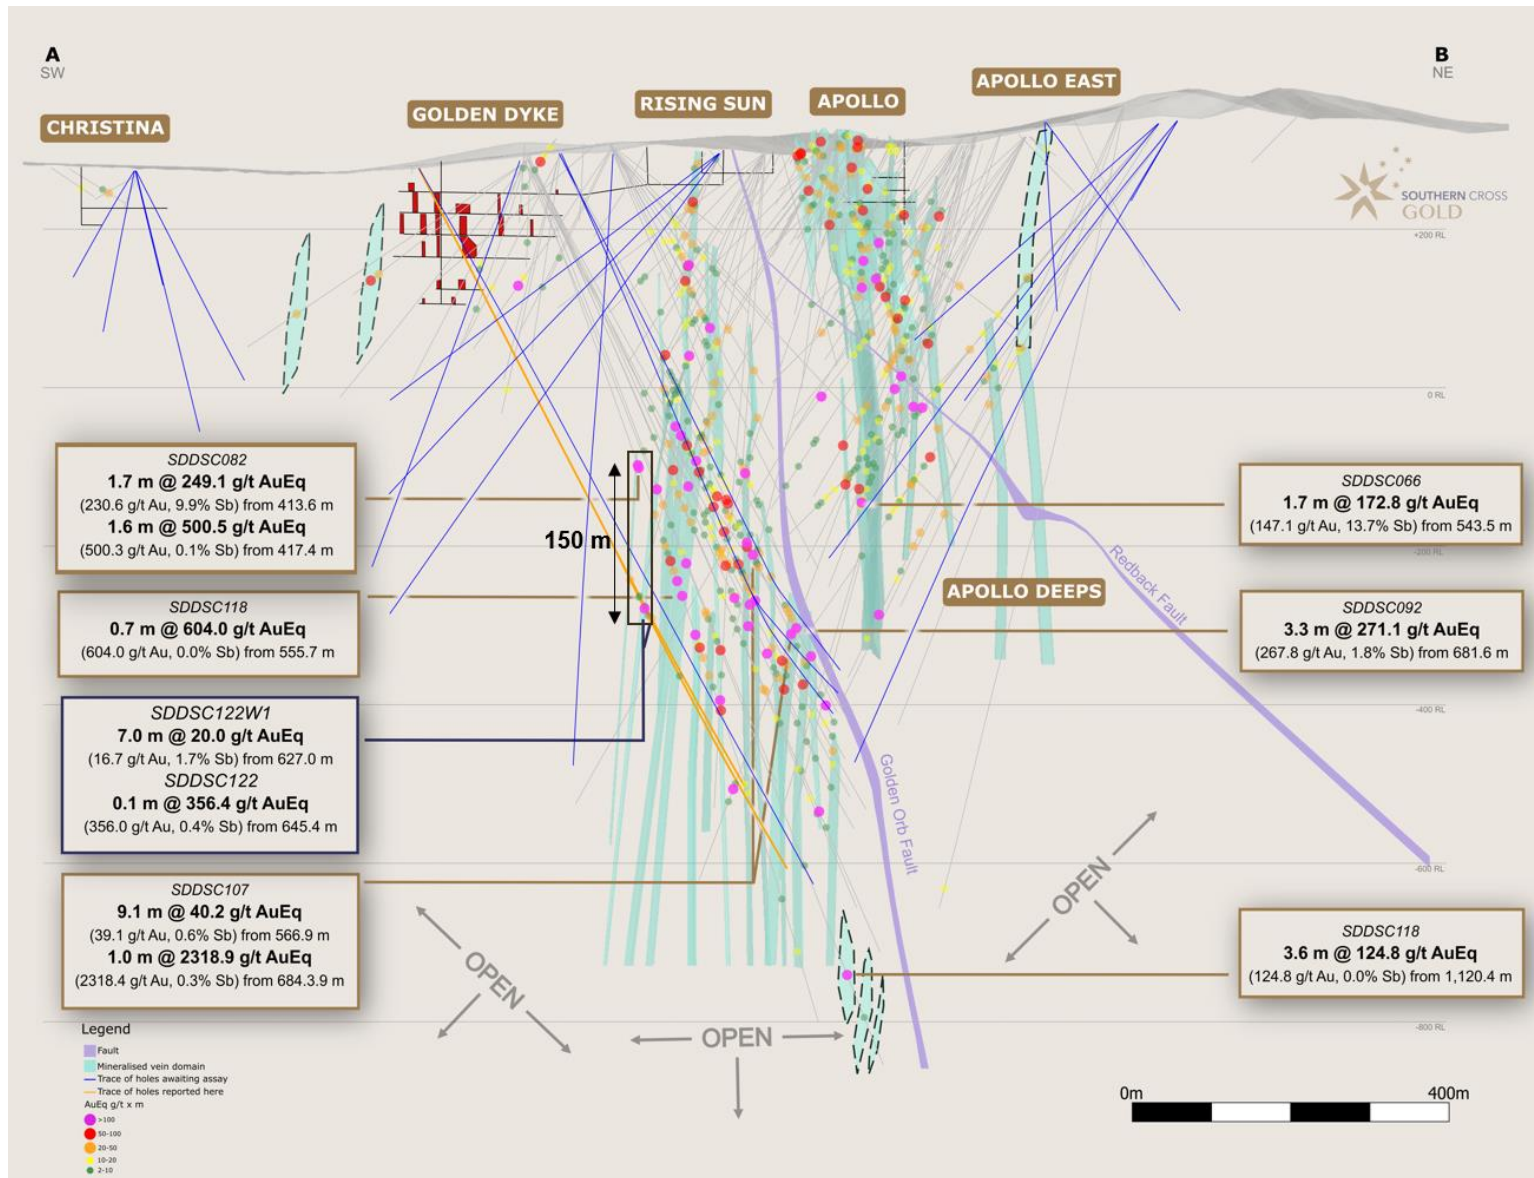 A
SW
B
NE
CHRISTINA
GOLDEN DYKE
RISING SUN
APOLLO
APOLLO EAST
SOUTHERN CROSS
GOLD
+200 RL
0 RL
-200 RL
-400 RL
-600 RL
-800 RL
SDDSC082
1.7 m @ 249.1 g/t AuEq
(230.6 g/t Au, 9.9% Sb) from 413.6 m
1.6 m @ 500.5 g/t AuEq
(500.3 g/t Au, 0.1% Sb) from 417.4 m
SDDSC118
0.7 m @ 604.0 g/t AuEq
(604.0 g/t Au, 0.0% Sb) from 555.7 m
SDDSC122W1
7.0 m @ 20.0 g/t AuEq
(16.7 g/t Au, 1.7% Sb) from 627.0 m
SDDSC122
0.1 m @ 356.4 g/t AuEq
(356.0 g/t Au, 0.4% Sb) from 645.4 m
SDDSC107
9.1 m @ 40.2 g/t AuEq
(39.1 g/t Au, 0.6% Sb) from 566.9 m
1.0 m @ 2318.9 g/t AuEq
(2318.4 g/t Au, 0.3% Sb) from 684.3.9 m
150 m
SDDSC066
1.7 m @ 172.8 g/t AuEq
(147.1 g/t Au, 13.7% Sb) from 543.5 m
APOLLO DEEPS
Redback Fault
SDDSC092
3.3 m @ 271.1 g/t AuEq
(267.8 g/t Au, 1.8% Sb) from 681.6 m
Golden Orb Fault
SDDSC118
3.6 m @ 124.8 g/t AuEq
(124.8 g/t Au, 0.0% Sb) from 1,120.4 m
OPEN
OPEN
OPEN
Legend
Fault
Mineralised vein domain
Trace of holes awaiting assay
Trace of holes reported here
AuEq g/t x m
>100
50-100
20-50
10-20
2-10
0m
400m